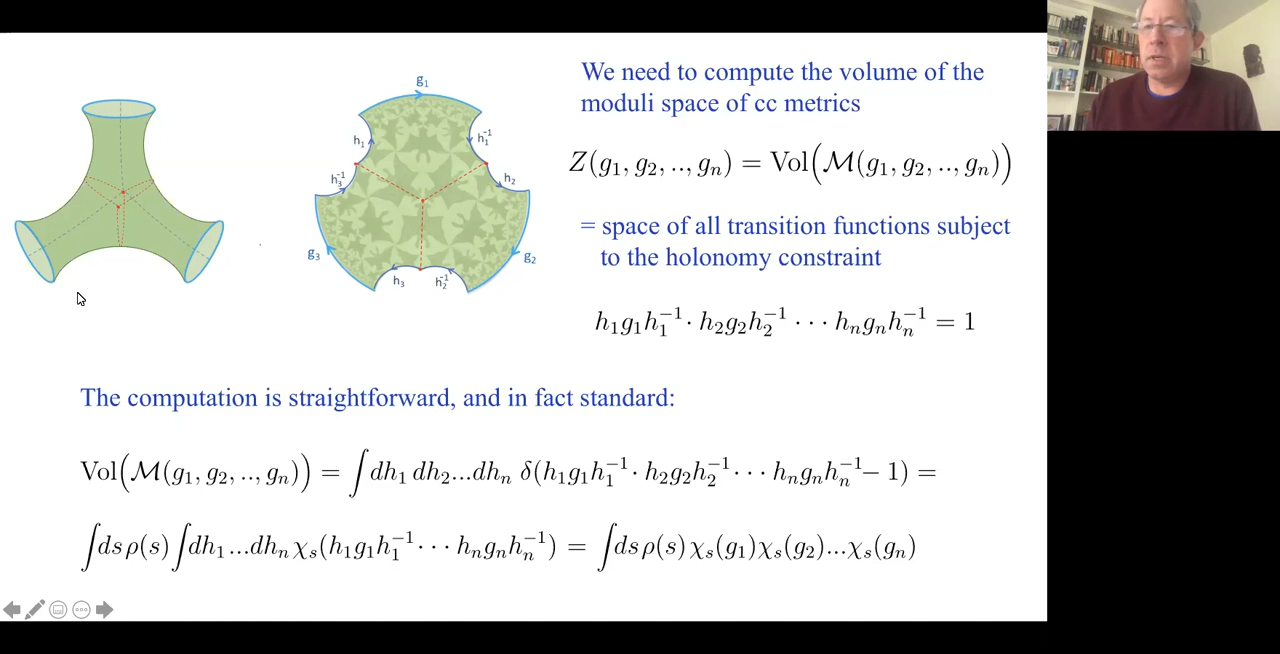 g₁
h₁
h₁⁻¹
h₃⁻¹
h₂
g₃
g₂
h₃
h₂⁻¹
We need to compute the volume of the
moduli space of cc metrics
Z(g₁, g₂, .., gₙ) = Vol(ℳ(g₁, g₂, .., gₙ))
= space of all transition functions subject
to the holonomy constraint
h₁g₁h₁⁻¹· h₂g₂h₂⁻¹ · · · hₙgₙhₙ⁻¹ = 1
The computation is straightforward, and in fact standard:
Vol(ℳ(g₁, g₂, .., gₙ)) = ∫dh₁ dh₂...dhₙ δ(h₁g₁h₁⁻¹· h₂g₂h₂⁻¹· · · hₙgₙhₙ⁻¹− 1) =
∫ds ρ(s) ∫dh₁...dhₙ χₛ(h₁g₁h₁⁻¹· · · hₙgₙhₙ⁻¹) = ∫ds ρ(s) χₛ(g₁)χₛ(g₂)...χₛ(gₙ)